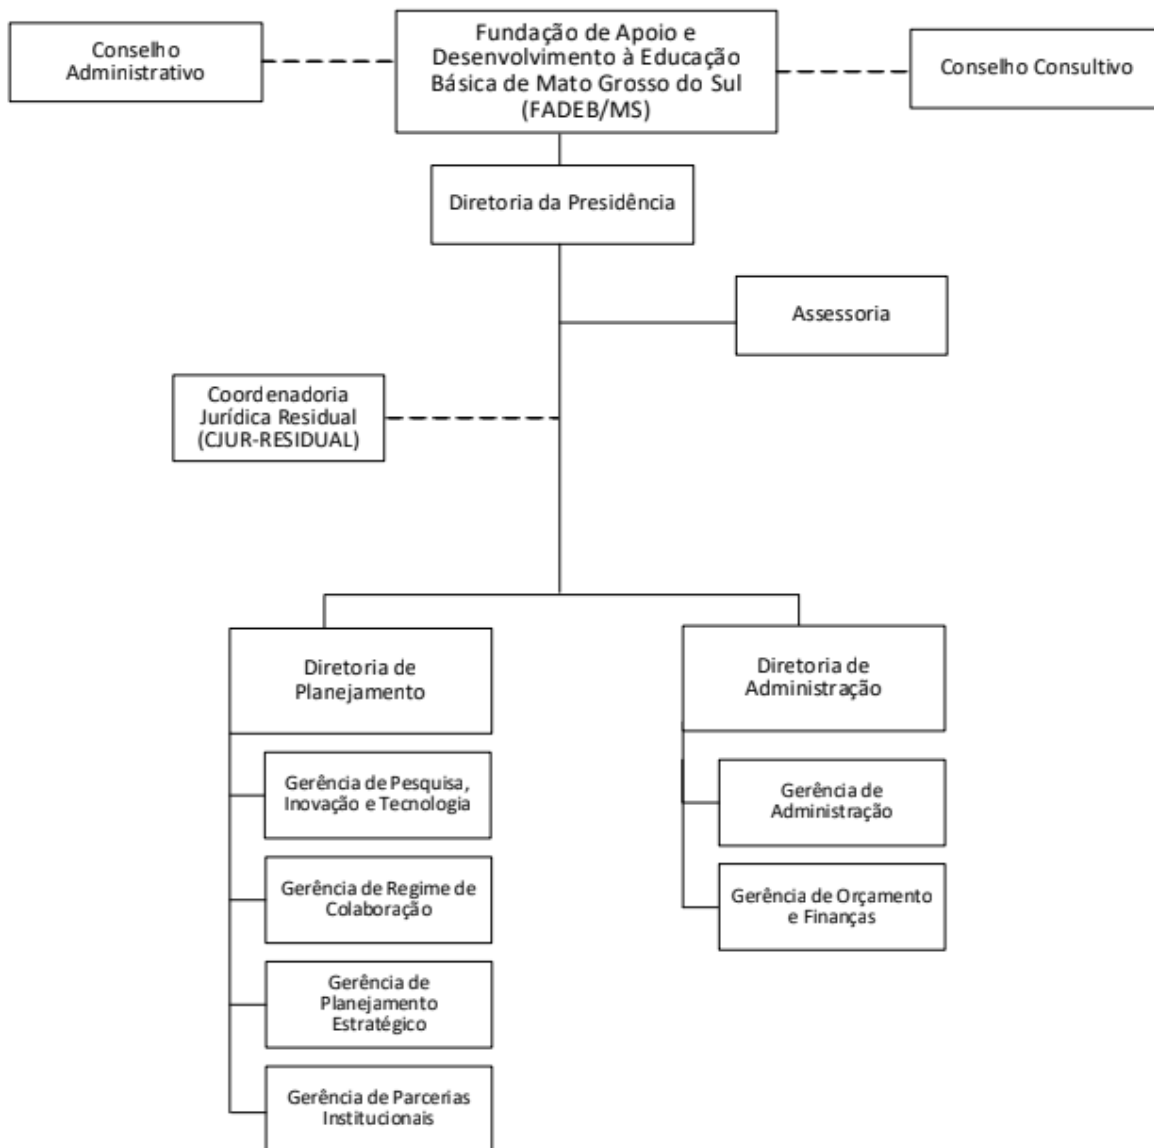 Conselho
Administrativo
Fundação de Apoio e
Desenvolvimento à Educação
Básica de Mato Grosso do Sul
(FADEB/MS)
Conselho Consultivo
Diretoria da Presidência
Assessoria
Coordenadoria
Jurídica Residual
(CJUR-RESIDUAL)
Diretoria de
Planejamento
Gerência de Pesquisa,
Inovação e Tecnologia
Gerência de Regime de
Colaboração
Gerência de
Planejamento
Estratégico
Gerência de Parcerias
Institucionais
Diretoria de
Administração
Gerência de
Administração
Gerência de Orçamento
e Finanças